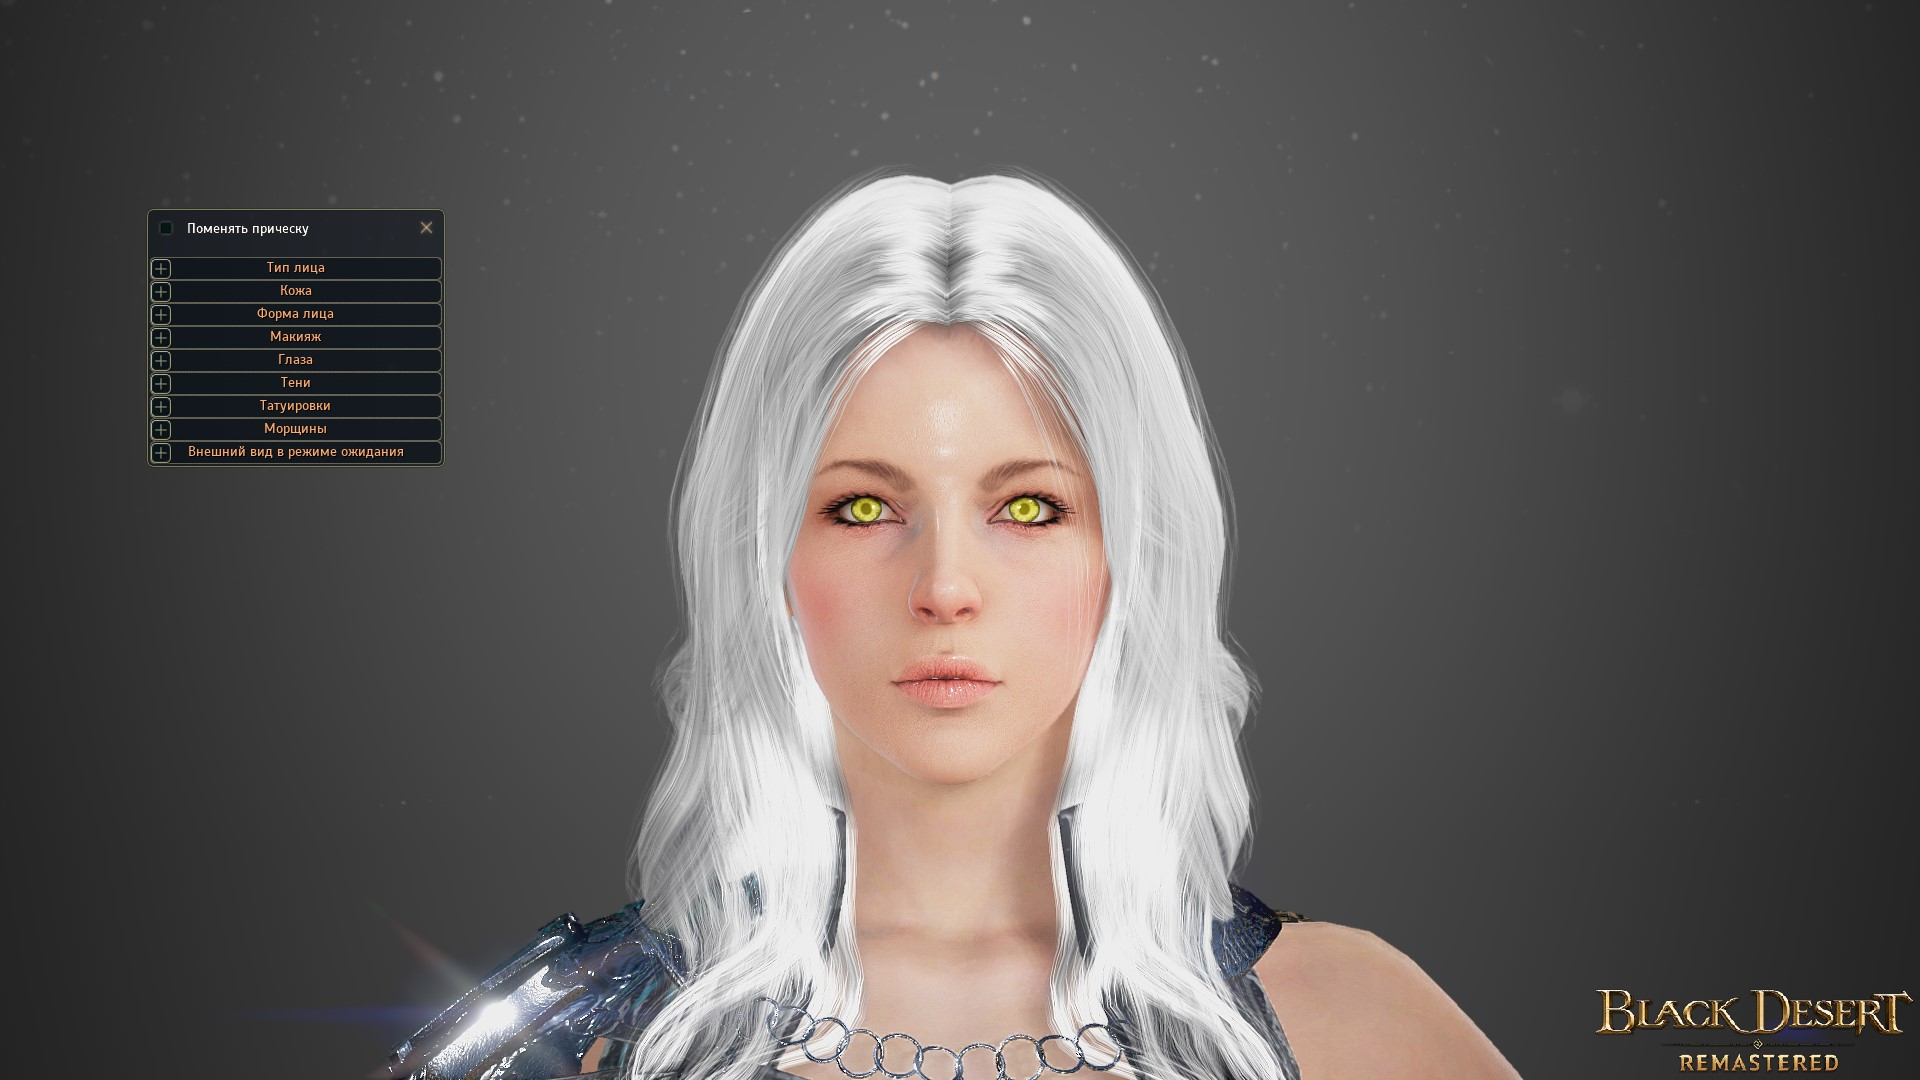 Поменять прическу
Тип лица
Кожа
Форма лица
Макияж
Глаза
Тени
Татуировки
Морщины
Внешний вид в режиме ожидания
BLACK DESERT
REMASTERED